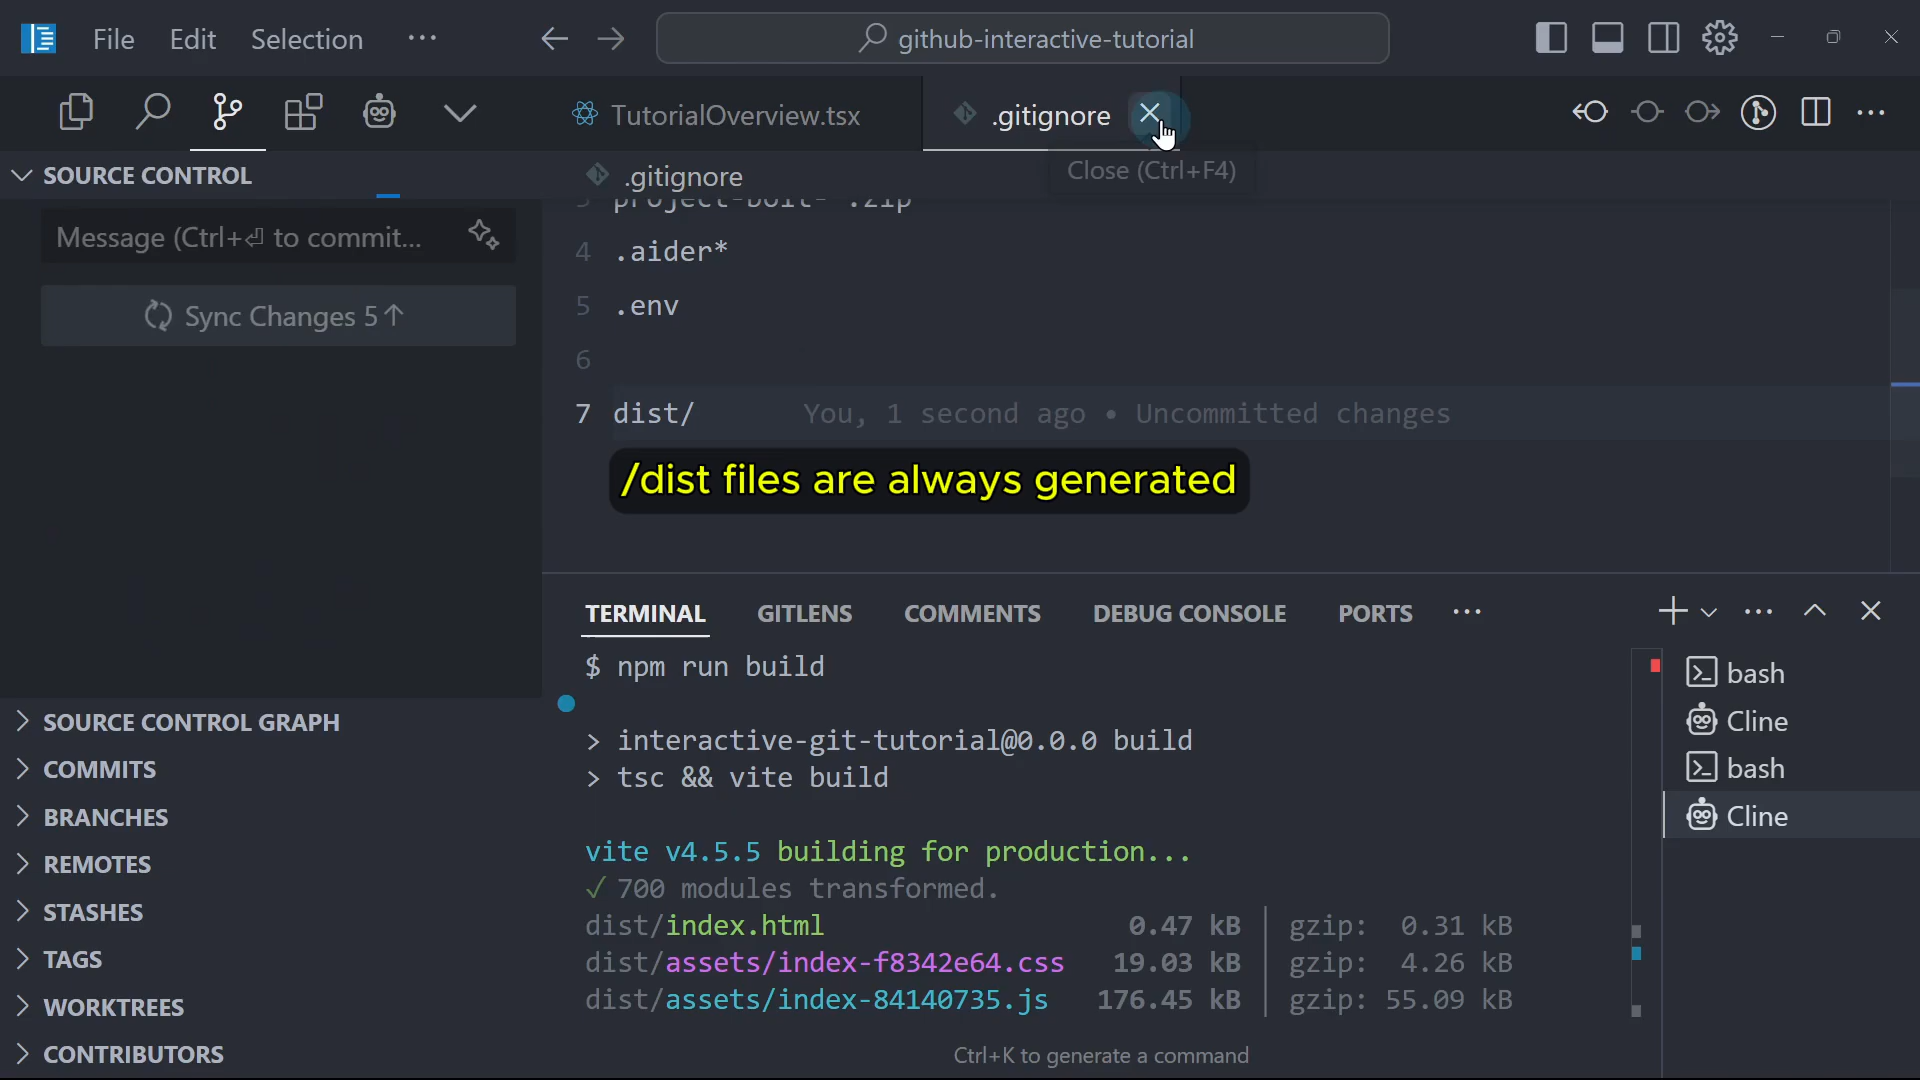 File Edit Selection ···
github-interactive-tutorial
TutorialOverview.tsx
.gitignore
SOURCE CONTROL
.gitignore
Close (Ctrl+F4)
Message (Ctrl+⏎ to commit...
Sync Changes 5↑
4 .aider*
5 .env
6
7 dist/ You, 1 second ago • Uncommitted changes
/dist files are always generated
TERMINAL GITLENS COMMENTS DEBUG CONSOLE PORTS ···
$ npm run build
> interactive-git-tutorial@0.0.0 build
> tsc && vite build
vite v4.5.5 building for production...
✓ 700 modules transformed.
dist/index.html 0.47 kB │ gzip: 0.31 kB
dist/assets/index-f8342e64.css 19.03 kB │ gzip: 4.26 kB
dist/assets/index-84140735.js 176.45 kB │ gzip: 55.09 kB
Ctrl+K to generate a command
bash
Cline
bash
Cline
SOURCE CONTROL GRAPH
COMMITS
BRANCHES
REMOTES
STASHES
TAGS
WORKTREES
CONTRIBUTORS